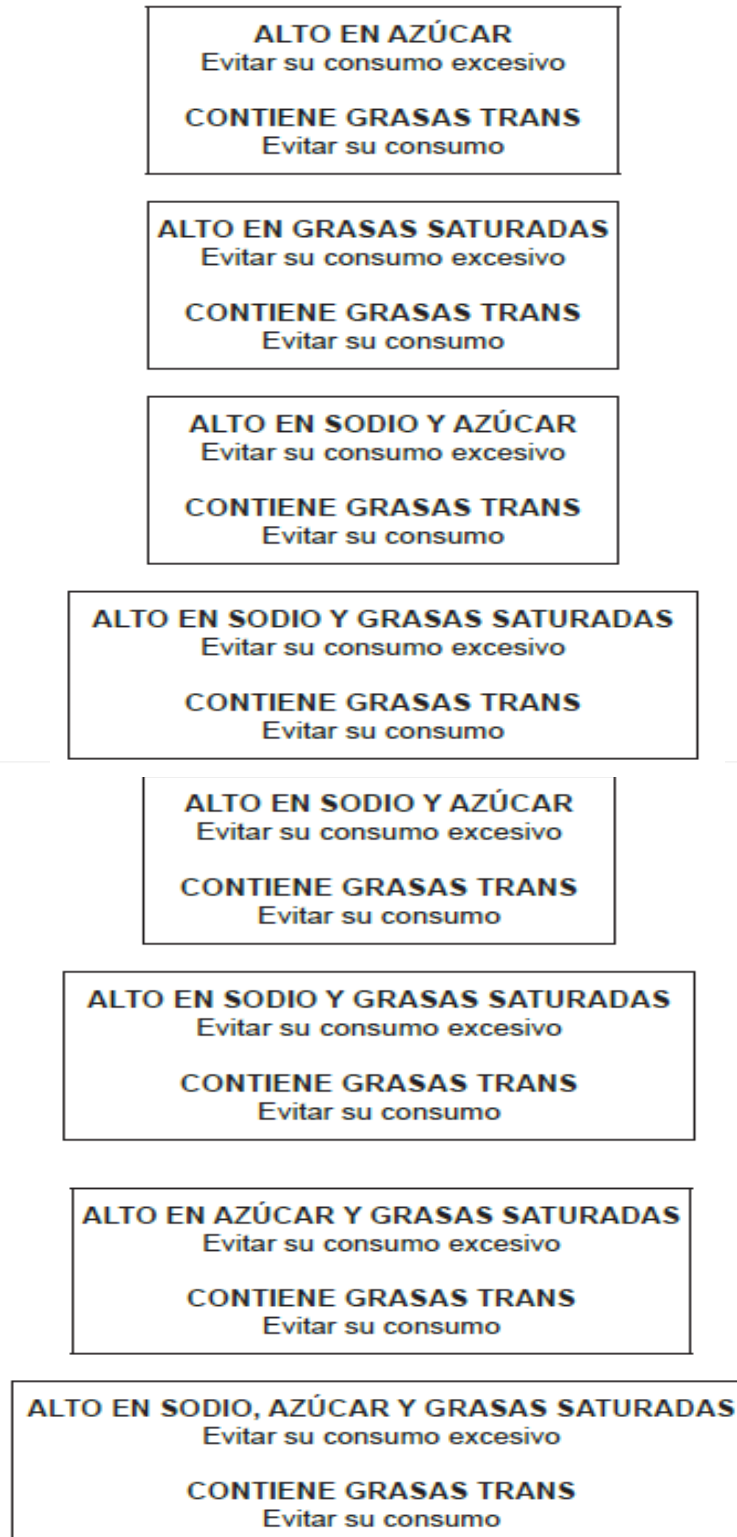 ALTO EN AZÚCAR
Evitar su consumo excesivo
CONTIENE GRASAS TRANS
Evitar su consumo
ALTO EN GRASAS SATURADAS
Evitar su consumo excesivo
CONTIENE GRASAS TRANS
Evitar su consumo
ALTO EN SODIO Y AZÚCAR
Evitar su consumo excesivo
CONTIENE GRASAS TRANS
Evitar su consumo
ALTO EN SODIO Y GRASAS SATURADAS
Evitar su consumo excesivo
CONTIENE GRASAS TRANS
Evitar su consumo
ALTO EN SODIO Y AZÚCAR
Evitar su consumo excesivo
CONTIENE GRASAS TRANS
Evitar su consumo
ALTO EN SODIO Y GRASAS SATURADAS
Evitar su consumo excesivo
CONTIENE GRASAS TRANS
Evitar su consumo
ALTO EN AZÚCAR Y GRASAS SATURADAS
Evitar su consumo excesivo
CONTIENE GRASAS TRANS
Evitar su consumo
ALTO EN SODIO, AZÚCAR Y GRASAS SATURADAS
Evitar su consumo excesivo
CONTIENE GRASAS TRANS
Evitar su consumo